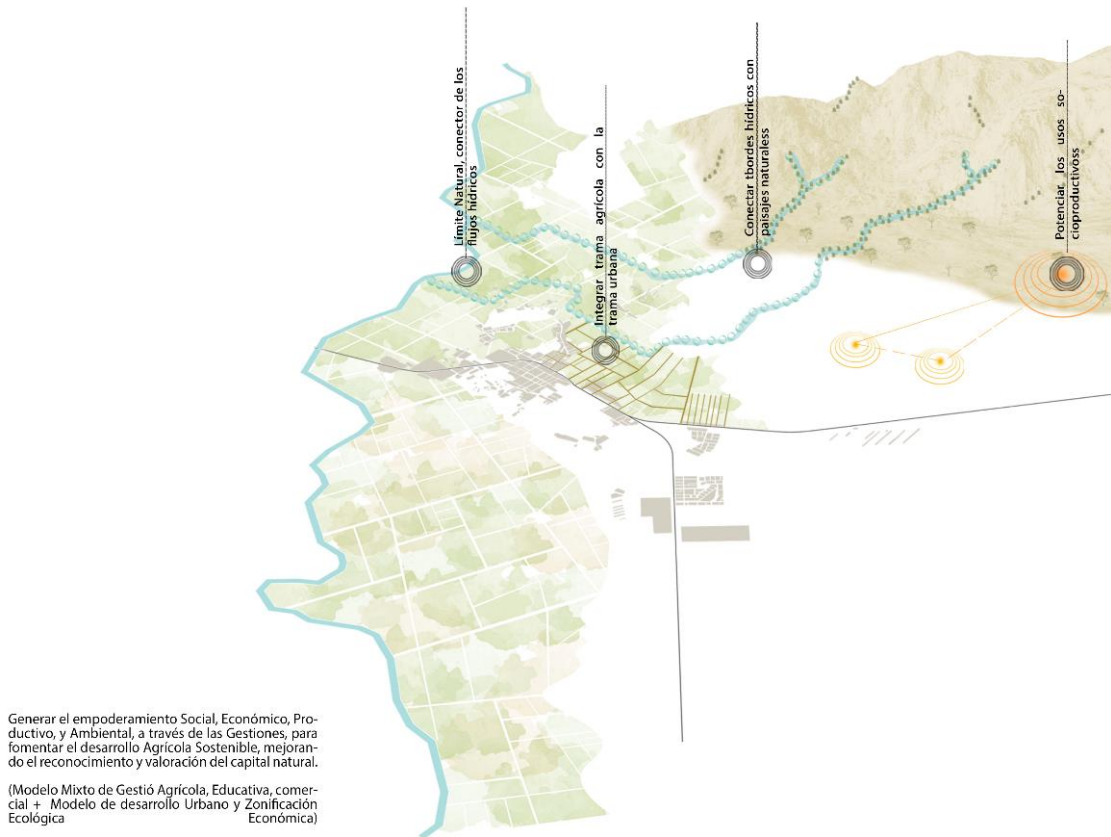 Límite Natural, conector de los
flujos hídricos
Integrar trama agrícola con la
trama urbana
Conectar tbordes hídricos con
paisajes naturaless
Potenciar los usos so-
cioproductivoss
Generar el empoderamiento Social, Económico, Pro-
ductivo, y Ambiental, a través de las Gestiones, para
fomentar el desarrollo Agrícola Sostenible, mejoran-
do el reconocimiento y valoración del capital natural.
(Modelo Mixto de Gestió Agrícola, Educativa, comer-
cial + Modelo de desarrollo Urbano y Zonificación
Ecológica Económica)